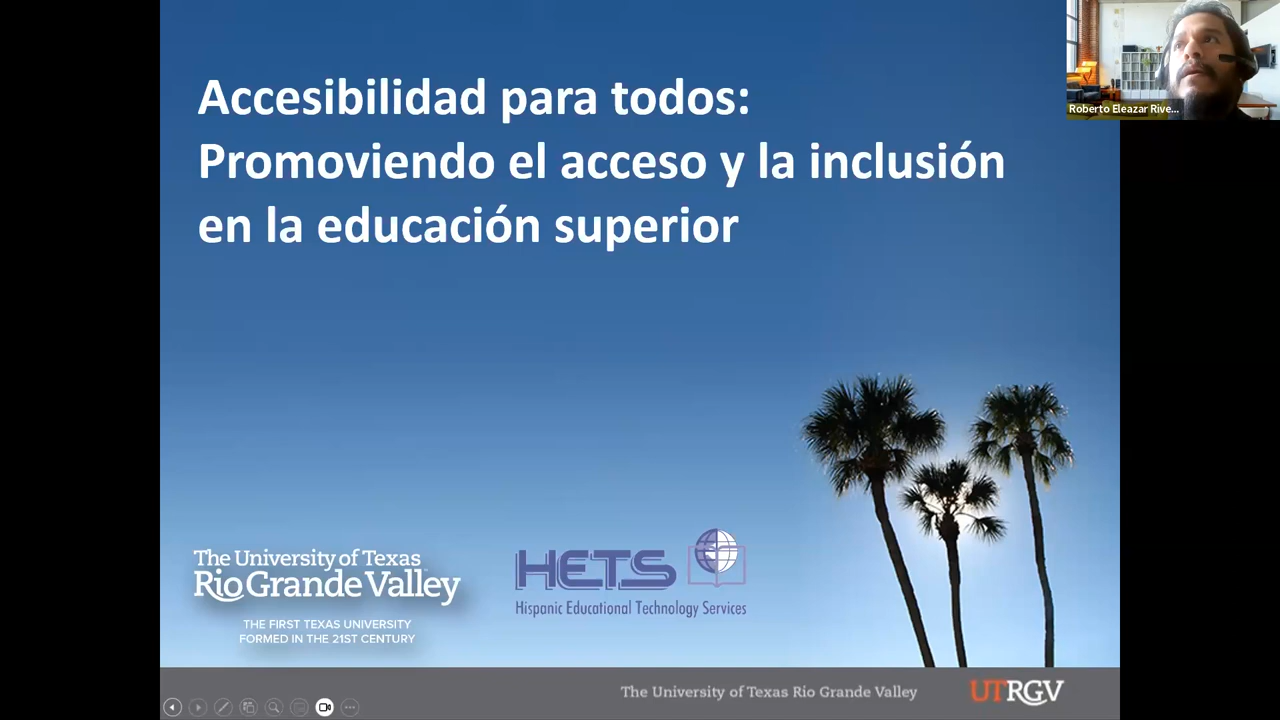 Accesibilidad para todos:
Promoviendo el acceso y la inclusión
en la educación superior
Roberto Eleazar Rive...
The University of Texas
Rio Grande Valley
THE FIRST TEXAS UNIVERSITY
FORMED IN THE 21ST CENTURY
HETS
Hispanic Educational Technology Services
The University of Texas Rio Grande Valley
UTRGV